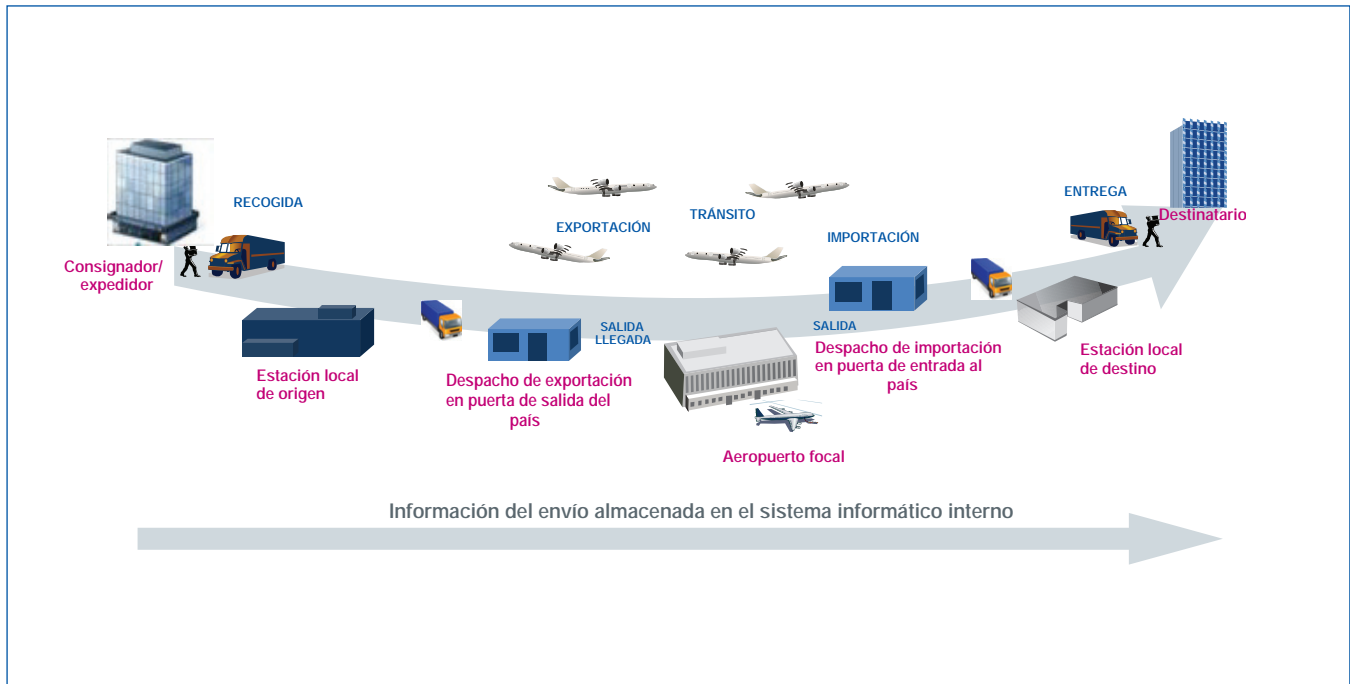 RECOGIDA
Consignador/
expedidor
Estación local
de origen
EXPORTACIÓN
Despacho de exportación
en puerta de salida del
país
SALIDA
LLEGADA
TRÁNSITO
Aeropuerto focal
SALIDA
IMPORTACIÓN
Despacho de importación
en puerta de entrada al
país
ENTREGA
Estación local
de destino
Destinatario
Información del envío almacenada en el sistema informático interno